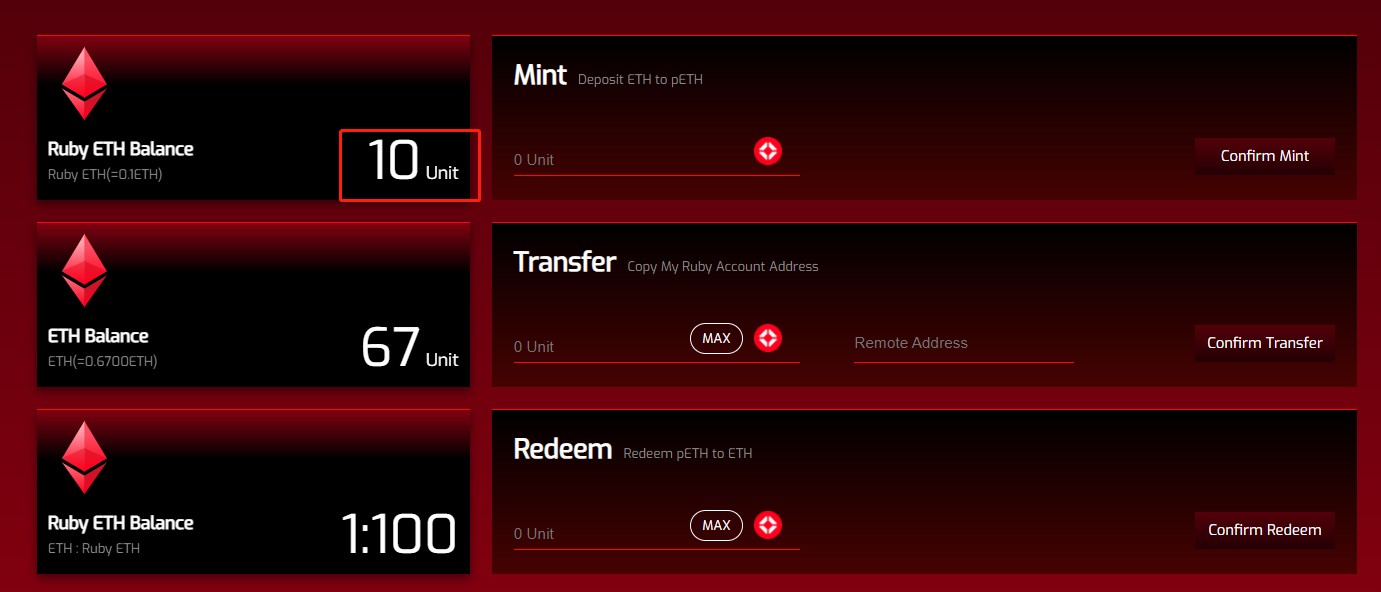 Mint Deposit ETH to pETH
Ruby ETH Balance
Ruby ETH(=0.1ETH)
10 Unit
0 Unit
Confirm Mint
Transfer Copy My Ruby Account Address
ETH Balance
ETH(=0.6700ETH)
67 Unit
0 Unit
MAX
Remote Address
Confirm Transfer
Redeem Redeem pETH to ETH
Ruby ETH Balance
ETH : Ruby ETH
1:100
0 Unit
MAX
Confirm Redeem